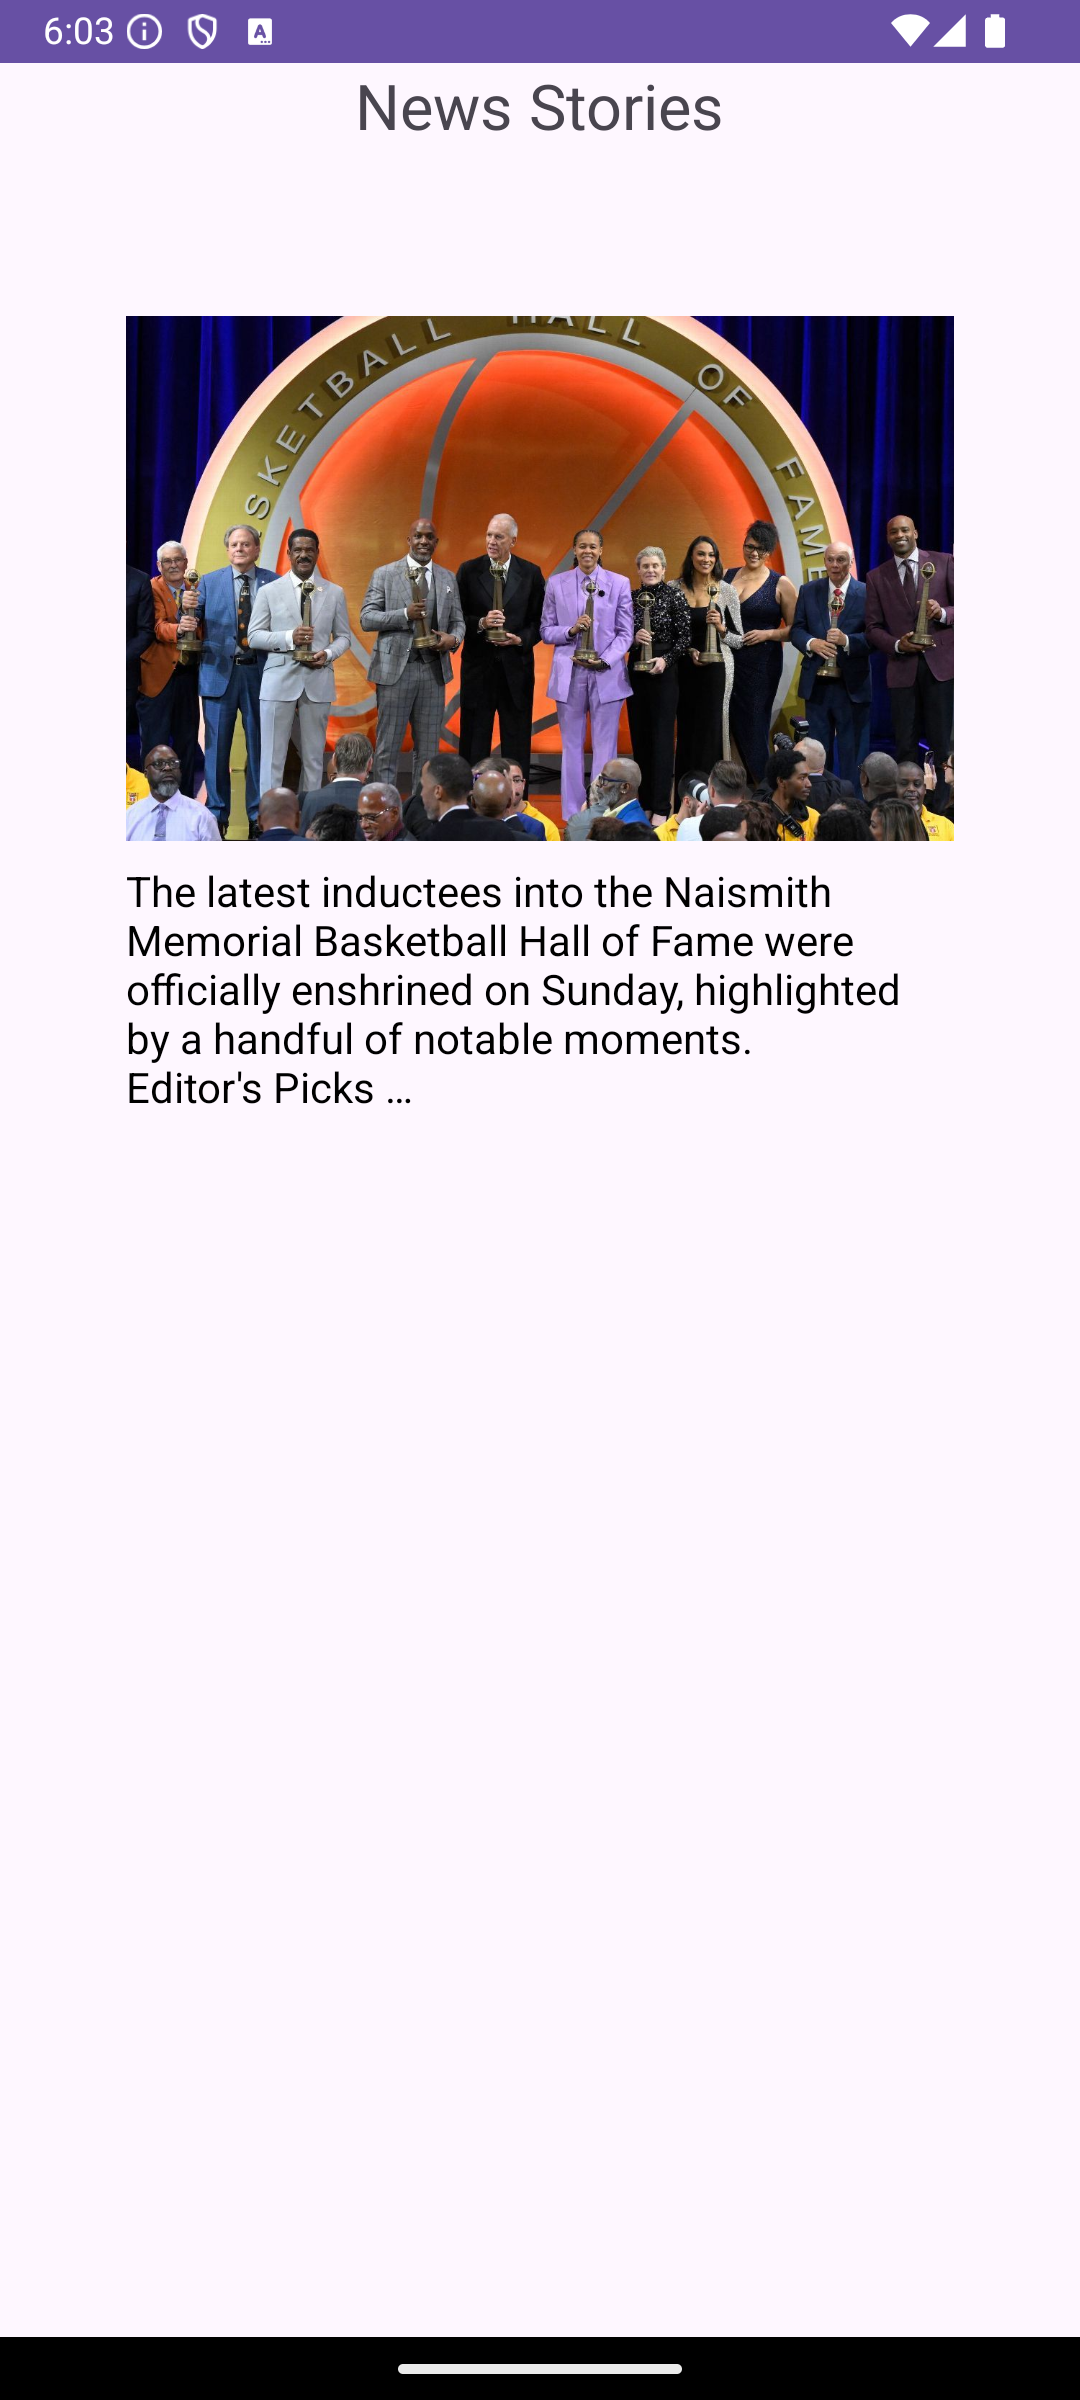 6:03
News Stories
SKETBALL HALL OF FAME
The latest inductees into the Naismith
Memorial Basketball Hall of Fame were
officially enshrined on Sunday, highlighted
by a handful of notable moments.
Editor's Picks …